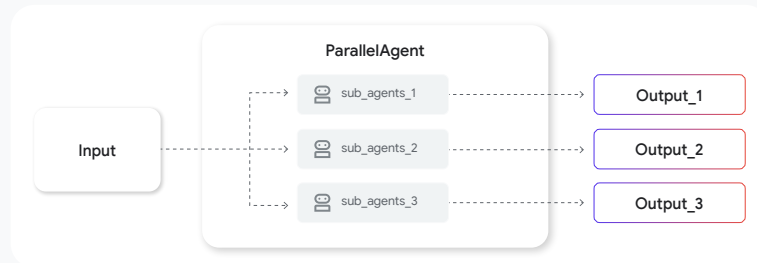 ParallelAgent
Input
sub_agents_1
sub_agents_2
sub_agents_3
Output_1
Output_2
Output_3